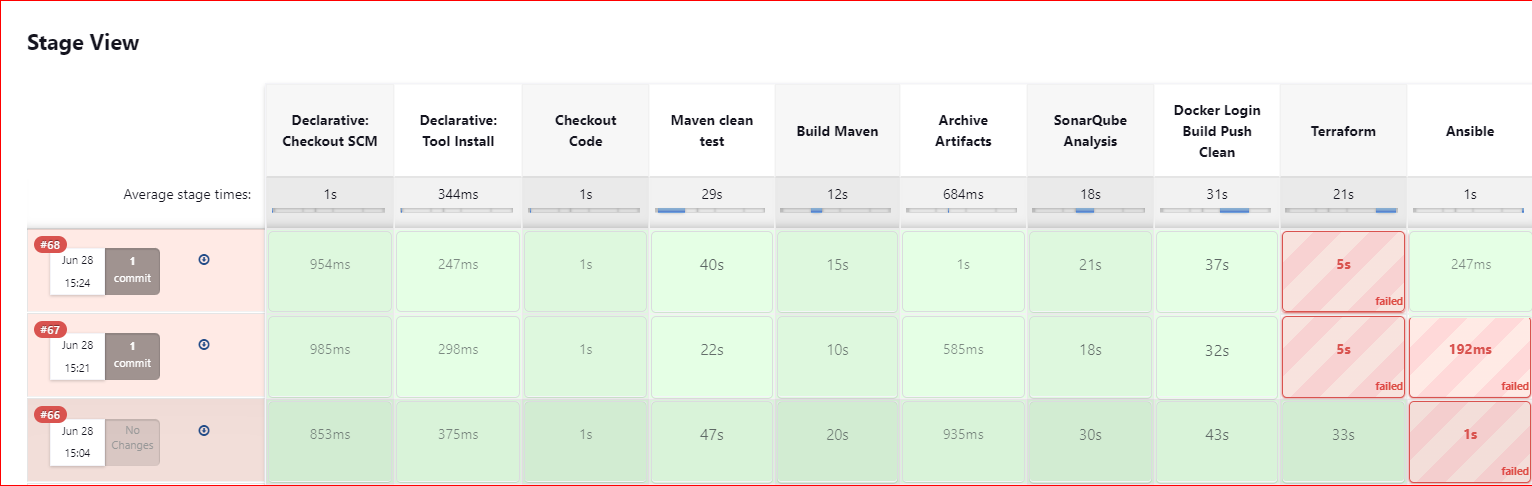 Stage View
Declarative:
Checkout SCM
Declarative:
Tool Install
Checkout
Code
Maven clean
test
Build Maven
Archive
Artifacts
SonarQube
Analysis
Docker Login
Build Push
Clean
Terraform
Ansible
Average stage times:
1s
344ms
1s
29s
12s
684ms
18s
31s
21s
1s
#68
Jun 28
15:24
1
commit
954ms
247ms
1s
40s
15s
1s
21s
37s
5s
failed
247ms
#67
Jun 28
15:21
1
commit
985ms
298ms
1s
22s
10s
585ms
18s
32s
5s
failed
192ms
failed
#66
Jun 28
15:04
No
Changes
853ms
375ms
1s
47s
20s
935ms
30s
43s
33s
1s
failed